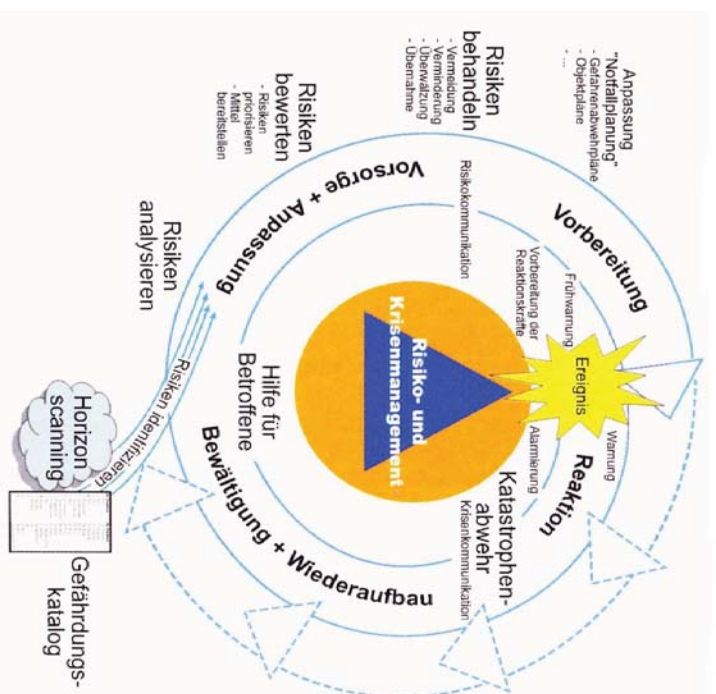 Anpassung
"Notfallplanung"
- Gefahrenabwehrpläne
- Objektpläne
- ...
Vorbereitung
Frühwarnung
Vorbereitung der
Reaktionskräfte
Ereignis
Warnung
Alarmierung
Reaktion
Risiken
behandeln
- Vermeidung
- Verminderung
- Überwälzung
- Übernahme
Risikokommunikation
Katastrophen-
abwehr
Krisenkommunikation
Risiko- und
Krisenmanagement
Vorsorge + Anpassung
Bewältigung + Wiederaufbau
Risiken
bewerten
- Risiken
priorisieren
- Mittel
bereitstellen
Hilfe für
Betroffene
Risiken
analysieren
Risiken identifizieren
Horizon
scanning
Gefährdungs-
katalog